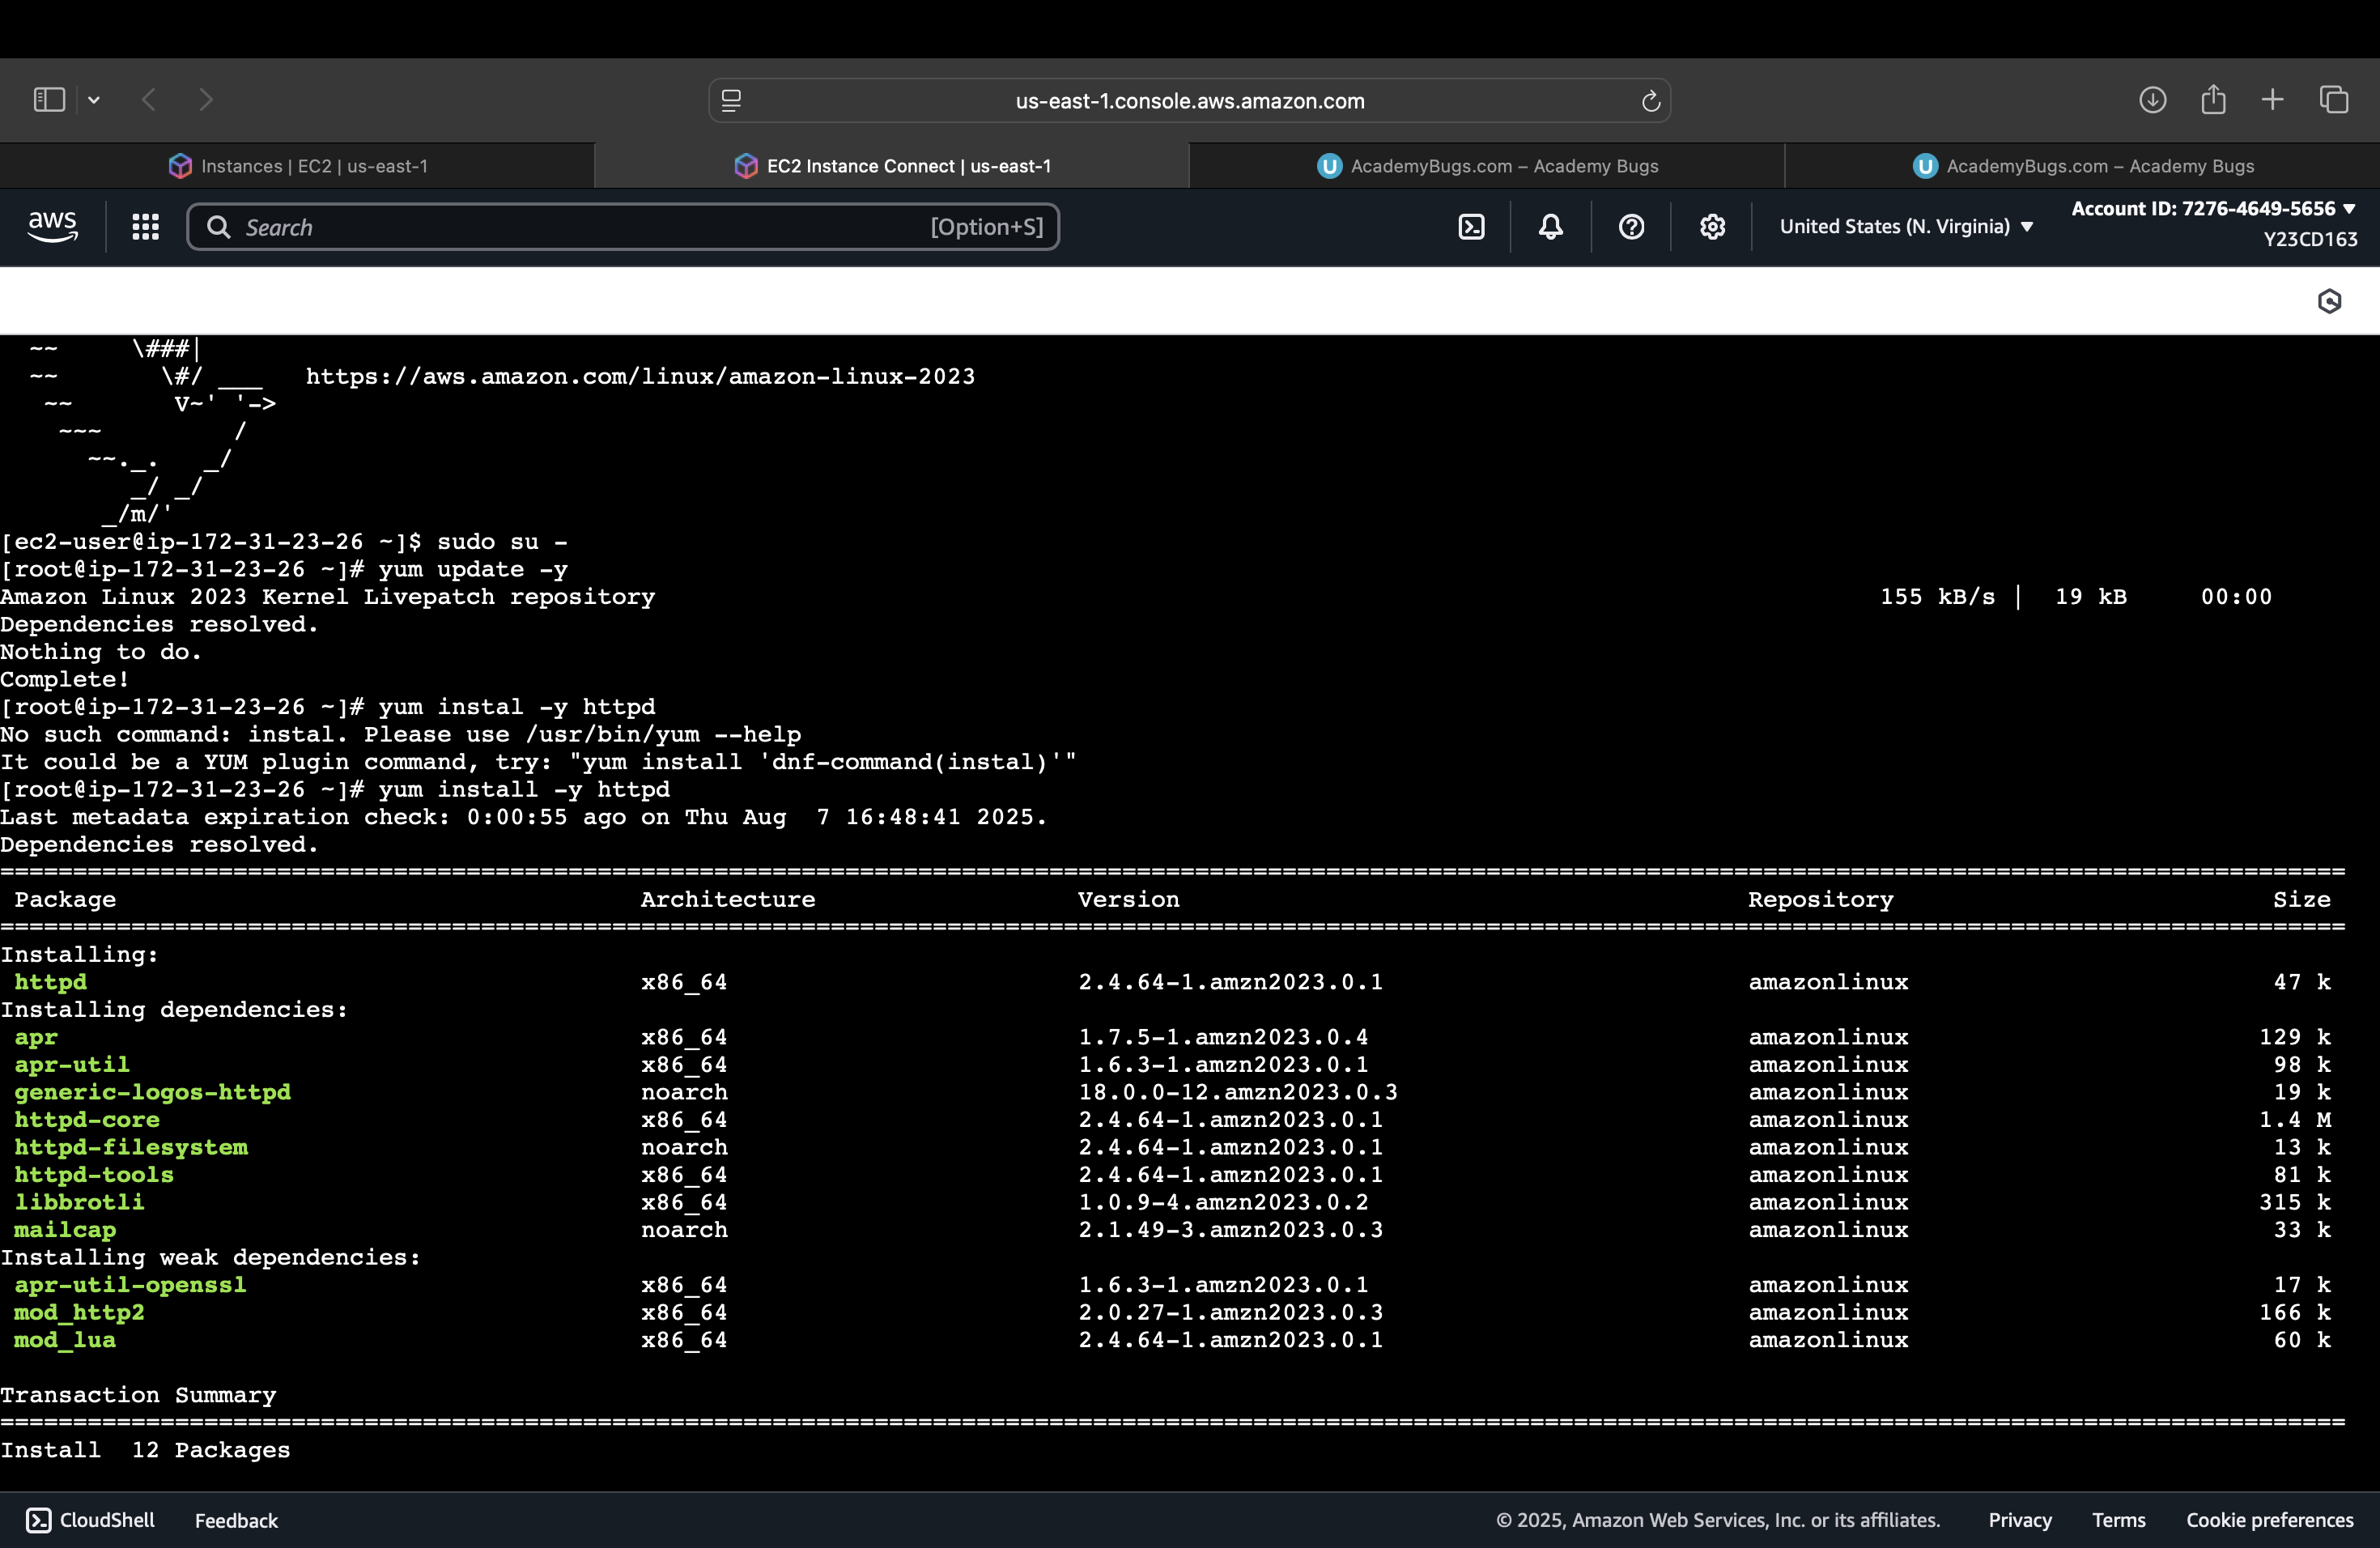 us-east-1.console.aws.amazon.com
Instances | EC2 | us-east-1
EC2 Instance Connect | us-east-1
AcademyBugs.com – Academy Bugs
AcademyBugs.com – Academy Bugs
aws
Search
[Option+S]
United States (N. Virginia)
Account ID: 7276-4649-5656
Y23CD163
~~      \###|
~~        \#/ ___   https://aws.amazon.com/linux/amazon-linux-2023
~~       V~' '->
~~~         /
~~._.   _/
_/ _/
_/m/'
[ec2-user@ip-172-31-23-26 ~]$ sudo su -
[root@ip-172-31-23-26 ~]# yum update -y
Amazon Linux 2023 Kernel Livepatch repository 155 kB/s |  19 kB     00:00
Dependencies resolved.
Nothing to do.
Complete!
[root@ip-172-31-23-26 ~]# yum instal -y httpd
No such command: instal. Please use /usr/bin/yum --help
It could be a YUM plugin command, try: "yum install 'dnf-command(instal)'"
[root@ip-172-31-23-26 ~]# yum install -y httpd
Last metadata expiration check: 0:00:55 ago on Thu Aug  7 16:48:41 2025.
Dependencies resolved.
Package Architecture Version Repository Size
Installing:
httpd x86_64 2.4.64-1.amzn2023.0.1 amazonlinux 47 k
Installing dependencies:
apr x86_64 1.7.5-1.amzn2023.0.4 amazonlinux 129 k
apr-util x86_64 1.6.3-1.amzn2023.0.1 amazonlinux 98 k
generic-logos-httpd noarch 18.0.0-12.amzn2023.0.3 amazonlinux 19 k
httpd-core x86_64 2.4.64-1.amzn2023.0.1 amazonlinux 1.4 M
httpd-filesystem noarch 2.4.64-1.amzn2023.0.1 amazonlinux 13 k
httpd-tools x86_64 2.4.64-1.amzn2023.0.1 amazonlinux 81 k
libbrotli x86_64 1.0.9-4.amzn2023.0.2 amazonlinux 315 k
mailcap noarch 2.1.49-3.amzn2023.0.3 amazonlinux 33 k
Installing weak dependencies:
apr-util-openssl x86_64 1.6.3-1.amzn2023.0.1 amazonlinux 17 k
mod_http2 x86_64 2.0.27-1.amzn2023.0.3 amazonlinux 166 k
mod_lua x86_64 2.4.64-1.amzn2023.0.1 amazonlinux 60 k
Transaction Summary
Install  12 Packages
CloudShell Feedback © 2025, Amazon Web Services, Inc. or its affiliates. Privacy Terms Cookie preferences